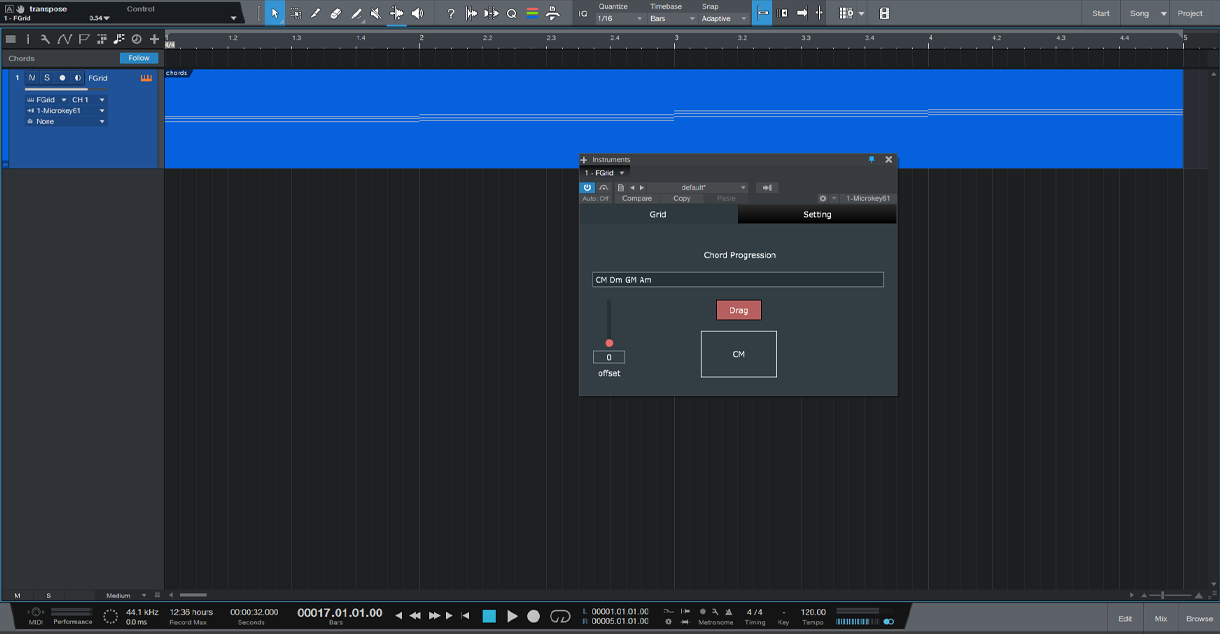 transpose Control
1 - FGrid 0.54
Quantize Timebase Snap
IQ 1/16 Bars Adaptive
Start Song Project
1.2 1.3 1.4 2 2.2 2.3 2.4 3 3.2 3.3 3.4 4 4.2 4.3 4.4 5
4/4
Chords Follow
1 M S FGrid
chords
FGrid CH 1
1-Microkey61
None
Instruments
1 - FGrid
default*
Auto: Off Compare Copy Paste 1-Microkey61
Grid Setting
Chord Progression
CM Dm GM Am
Drag
0
CM
offset
M S Medium
MIDI Performance
44.1 kHz
0.0 ms
12:36 hours
Record Max
00:00:32.000
Seconds
00017.01.01.00
Bars
L 00001.01.01.00
R 00005.01.01.00
Metronome
4/4
Timing
-
Key
120.00
Tempo
Edit Mix Browse